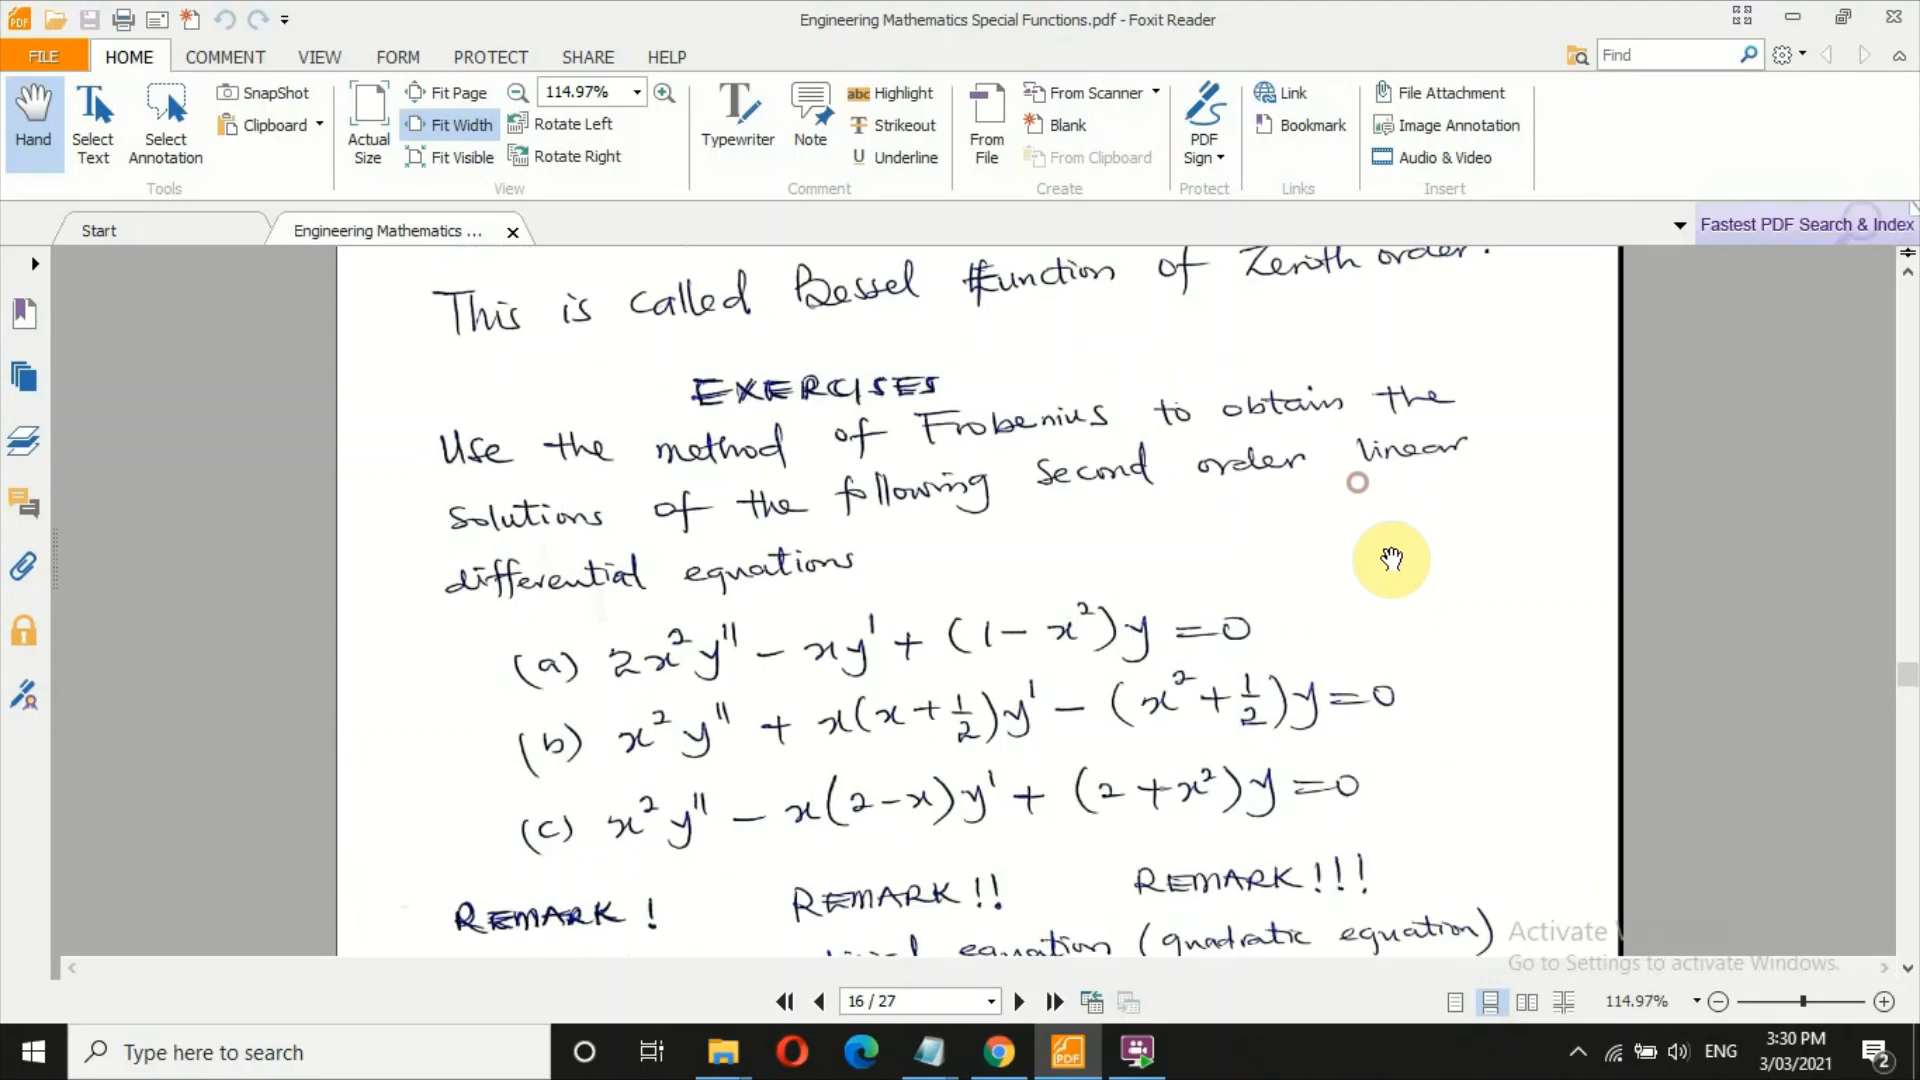 Engineering Mathematics Special Functions.pdf - Foxit Reader
FILE HOME COMMENT VIEW FORM PROTECT SHARE HELP
Find
Hand
Select Text
Select Annotation
SnapShot
Clipboard
Tools
Actual Size
Fit Page
Fit Width
Fit Visible
114.97%
Rotate Left
Rotate Right
View
Typewriter
Note
Highlight
Strikeout
Underline
Comment
From File
From Scanner
Blank
From Clipboard
Create
PDF Sign
Protect
Link
Bookmark
Links
File Attachment
Image Annotation
Audio & Video
Insert
Start
Engineering Mathematics ...
Fastest PDF Search & Index
This is called Bessel Function of Zeroth order.
EXERCISES
Use the method of Frobenius to obtain the
solutions of the following second order linear
differential equations
(a) 2x²y'' - xy' + (1 - x²)y = 0
(b) x²y'' + x(x + 1/2)y' - (x² + 1/2)y = 0
(c) x²y'' - x(2 - x)y' + (2 + x²)y = 0
REMARK ! REMARK !! REMARK !!!
equation (quadratic equation)
Activate
Go to Settings to activate Windows.
16 / 27
114.97%
Type here to search
ENG
3:30 PM
3/03/2021
2